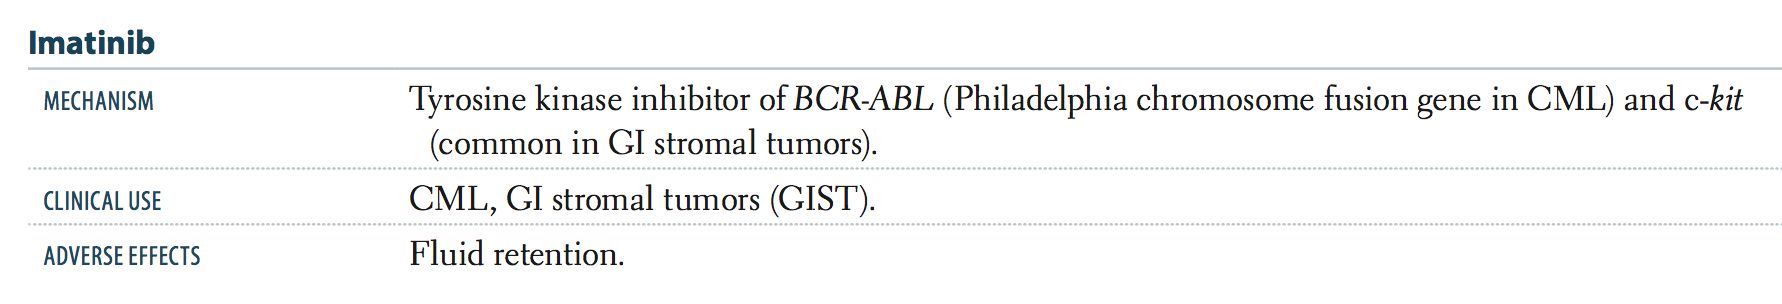 Imatinib
MECHANISM Tyrosine kinase inhibitor of BCR-ABL (Philadelphia chromosome fusion gene in CML) and c-kit
(common in GI stromal tumors).
CLINICAL USE CML, GI stromal tumors (GIST).
ADVERSE EFFECTS Fluid retention.